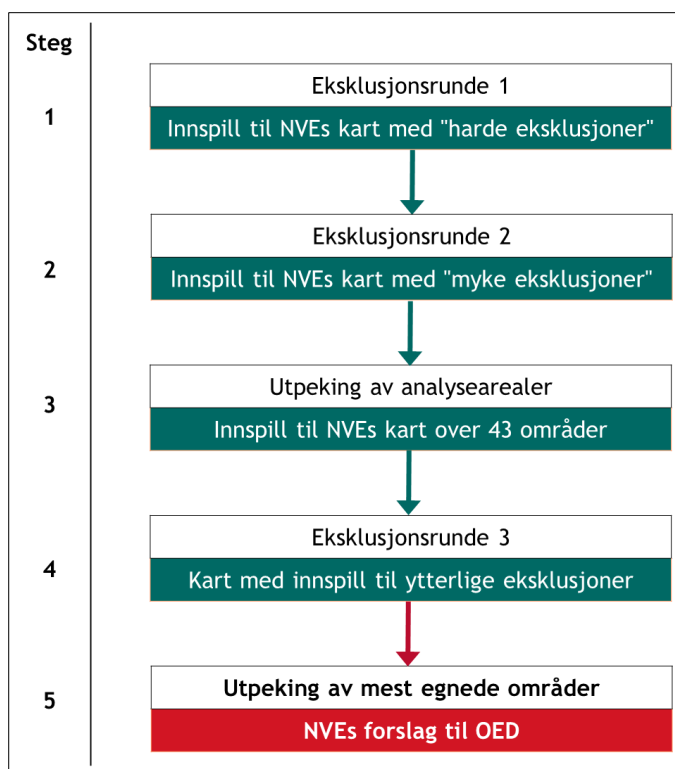 Steg
1
Eksklusjonsrunde 1
Innspill til NVEs kart med "harde eksklusjoner"
2
Eksklusjonsrunde 2
Innspill til NVEs kart med "myke eksklusjoner"
3
Utpeking av analysearealer
Innspill til NVEs kart over 43 områder
4
Eksklusjonsrunde 3
Kart med innspill til ytterlige eksklusjoner
5
Utpeking av mest egnede områder
NVEs forslag til OED